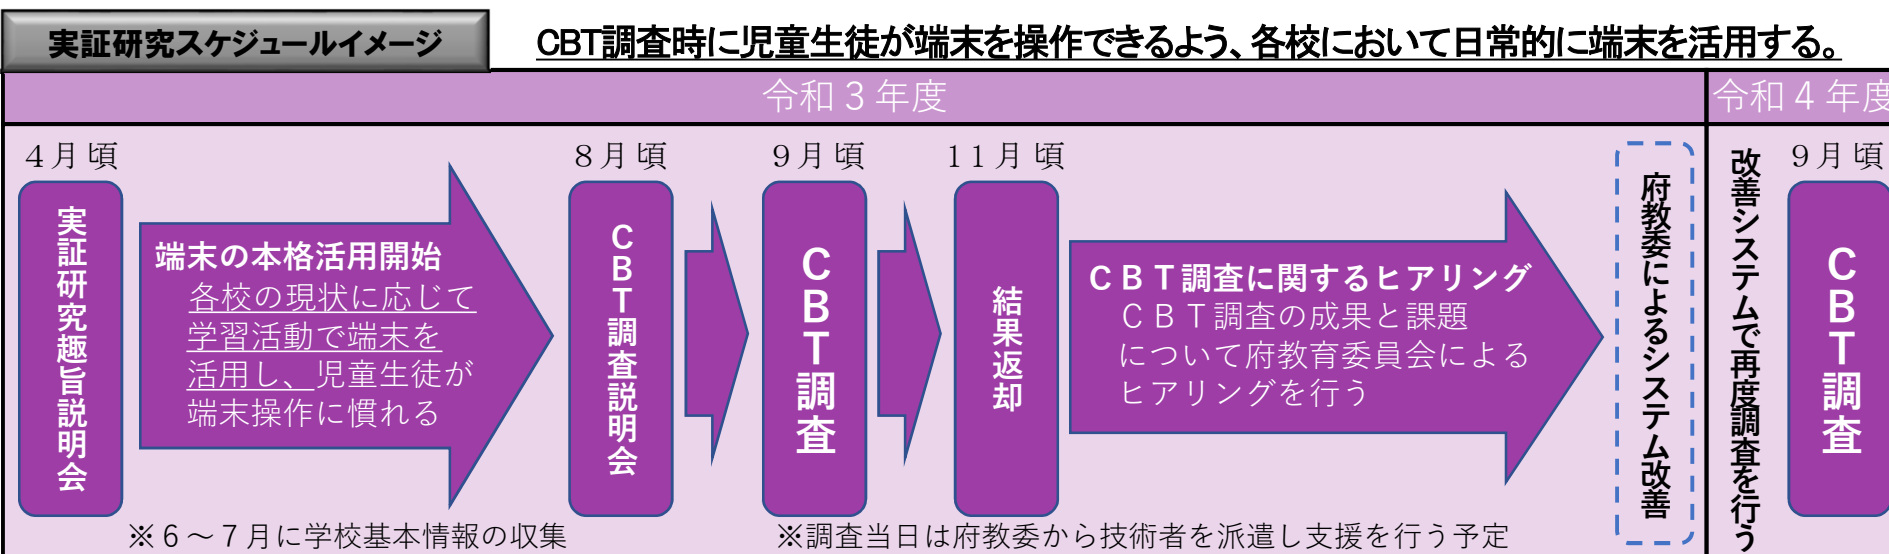 実証研究スケジュールイメージ
CBT調査時に児童生徒が端末を操作できるよう、各校において日常的に端末を活用する。
令和３年度
令和４年度
4月頃
実証研究趣旨説明会
端末の本格活用開始
各校の現状に応じて
学習活動で端末を
活用し、児童生徒が
端末操作に慣れる
※６～７月に学校基本情報の収集
8月頃
ＣＢＴ調査説明会
9月頃
ＣＢＴ調査
11月頃
結果返却
ＣＢＴ調査に関するヒアリング
ＣＢＴ調査の成果と課題
について府教育委員会による
ヒアリングを行う
※調査当日は府教委から技術者を派遣し支援を行う予定
府教委によるシステム改善
改善システムで再度調査を行う
9月頃
ＣＢＴ調査